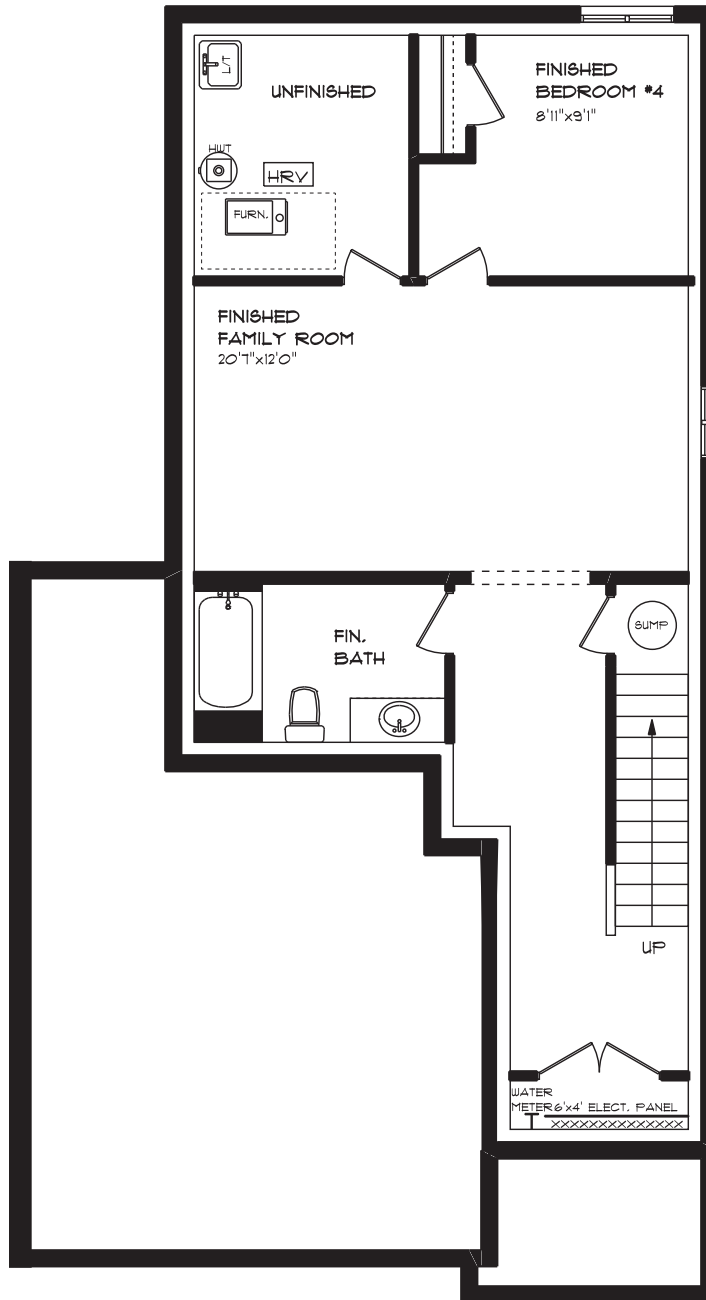 L/T
UNFINISHED
FINISHED
BEDROOM #4
8'11"x9'1"
HWT
HRV
FURN.
FINISHED
FAMILY ROOM
20'7"x12'0"
FIN.
BATH
SUMP
UP
WATER
METER 6'x4' ELECT. PANEL